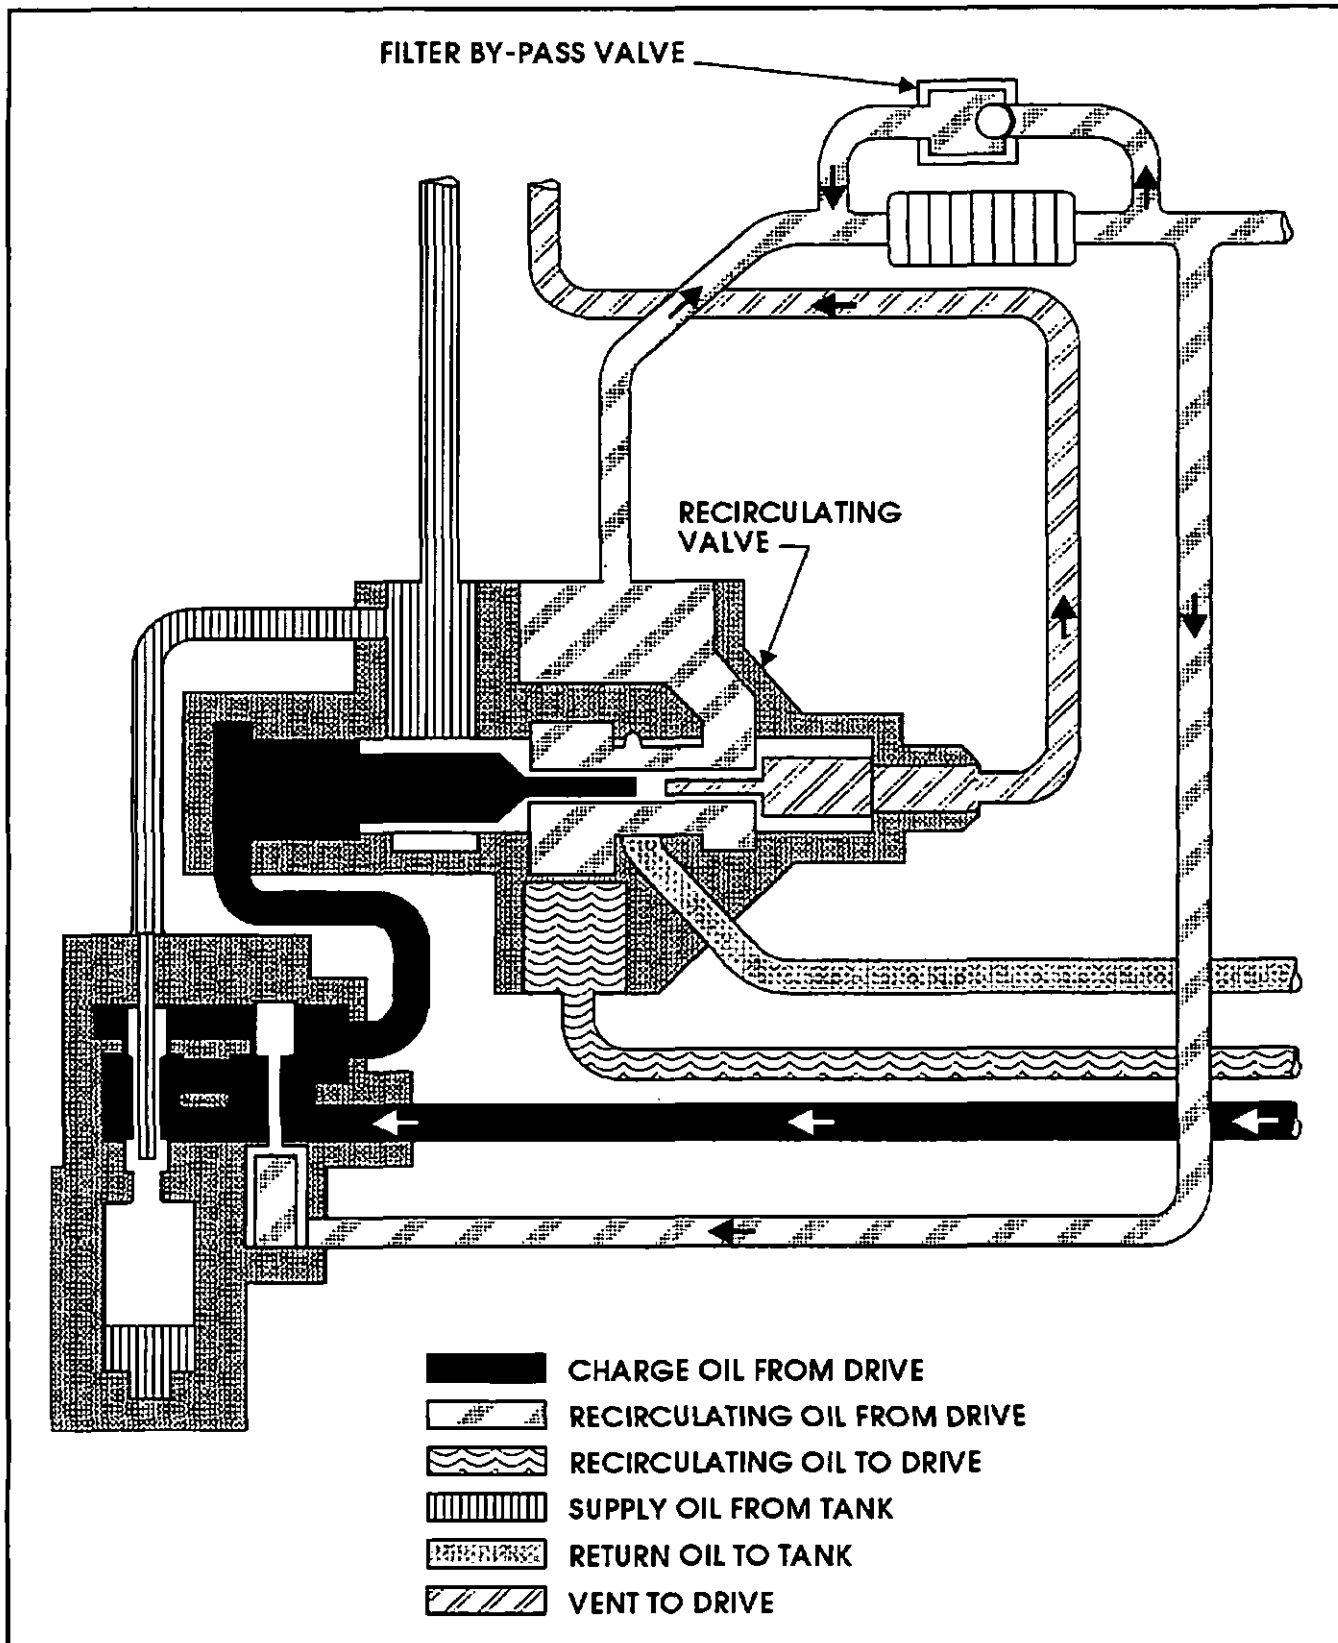 FILTER BY-PASS VALVE
RECIRCULATING
VALVE
CHARGE OIL FROM DRIVE
RECIRCULATING OIL FROM DRIVE
RECIRCULATING OIL TO DRIVE
SUPPLY OIL FROM TANK
RETURN OIL TO TANK
VENT TO DRIVE